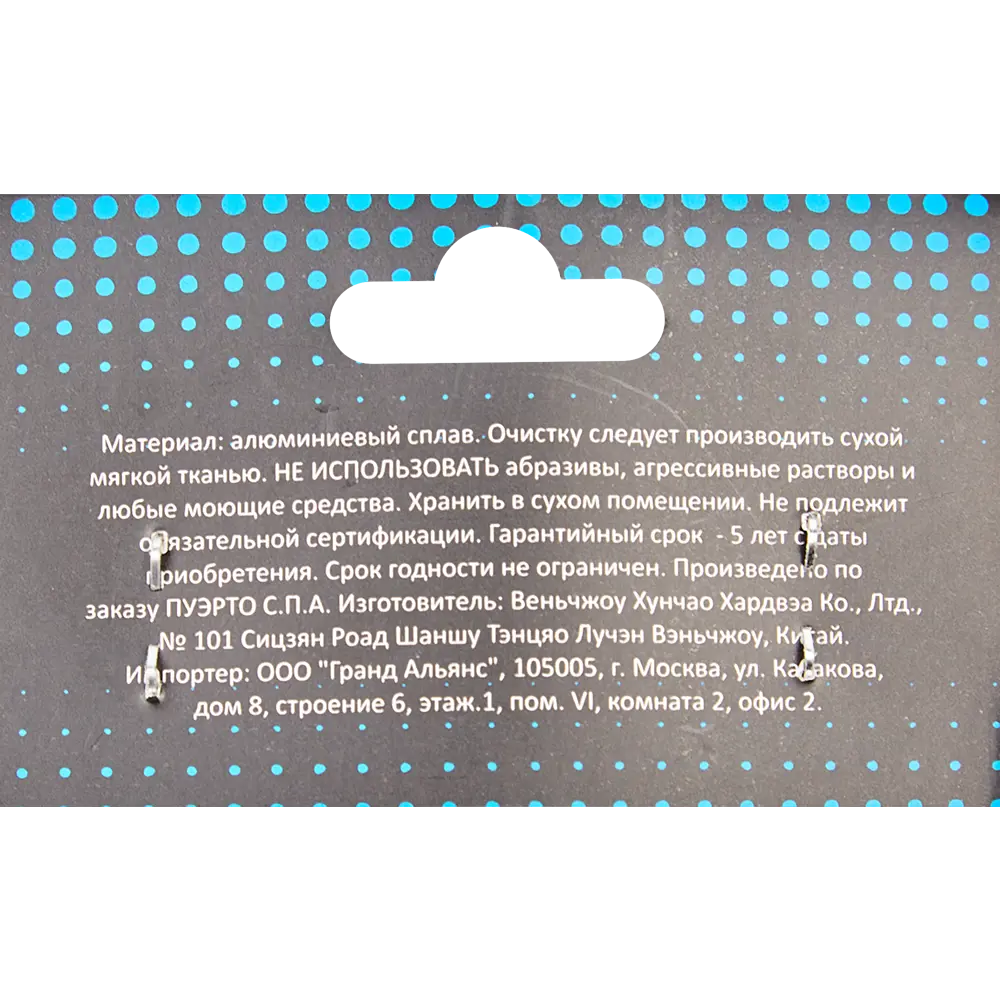 Материал: алюминиевый сплав. Очистку следует производить сухой
мягкой тканью. НЕ ИСПОЛЬЗОВАТЬ абразивы, агрессивные растворы и
любые моющие средства. Хранить в сухом помещении. Не подлежит
обязательной сертификации. Гарантийный срок - 5 лет с даты
приобретения. Срок годности не ограничен. Произведено по
заказу ПУЭРТО С.П.А. Изготовитель: Веньчжоу Хунчао Хардвэа Ко., Лтд.,
№ 101 Сицзян Роад Шаншу Тэнцяо Лучэн Вэньчжоу, Китай.
Импортер: ООО "Гранд Альянс", 105005, г. Москва, ул.
дом 8, строение 6, этаж.1, пом. VI, комната 2, офис 2.